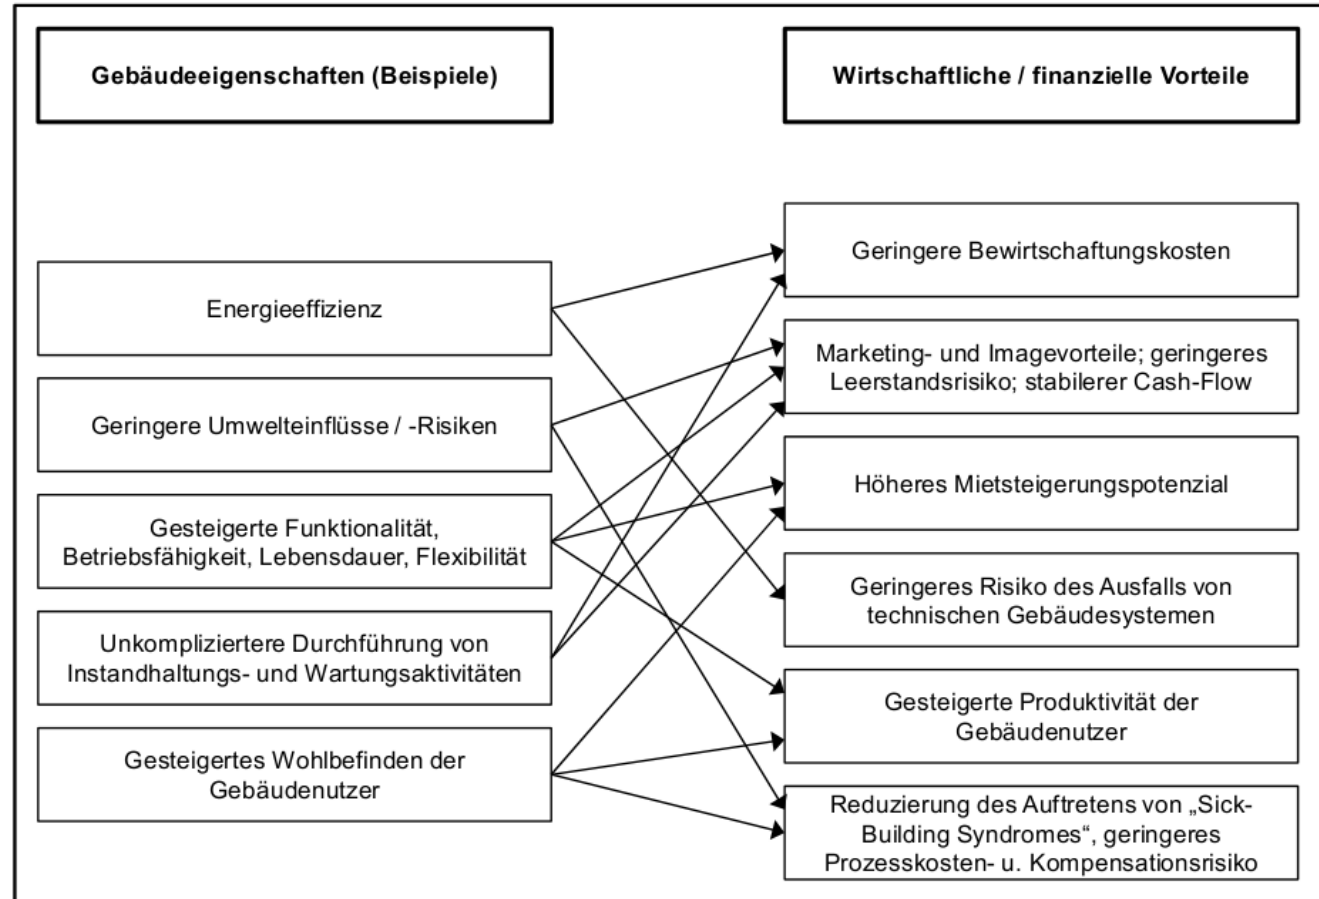 Gebäudeeigenschaften (Beispiele)
Wirtschaftliche / finanzielle Vorteile
Energieeffizienz
Geringere Umwelteinflüsse / -Risiken
Gesteigerte Funktionalität,
Betriebsfähigkeit, Lebensdauer, Flexibilität
Unkompliziertere Durchführung von
Instandhaltungs- und Wartungsaktivitäten
Gesteigertes Wohlbefinden der
Gebäudenutzer
Geringere Bewirtschaftungskosten
Marketing- und Imagevorteile; geringeres
Leerstandsrisiko; stabilerer Cash-Flow
Höheres Mietsteigerungspotenzial
Geringeres Risiko des Ausfalls von
technischen Gebäudesystemen
Gesteigerte Produktivität der
Gebäudenutzer
Reduzierung des Auftretens von „Sick-
Building Syndromes“, geringeres
Prozesskosten- u. Kompensationsrisiko